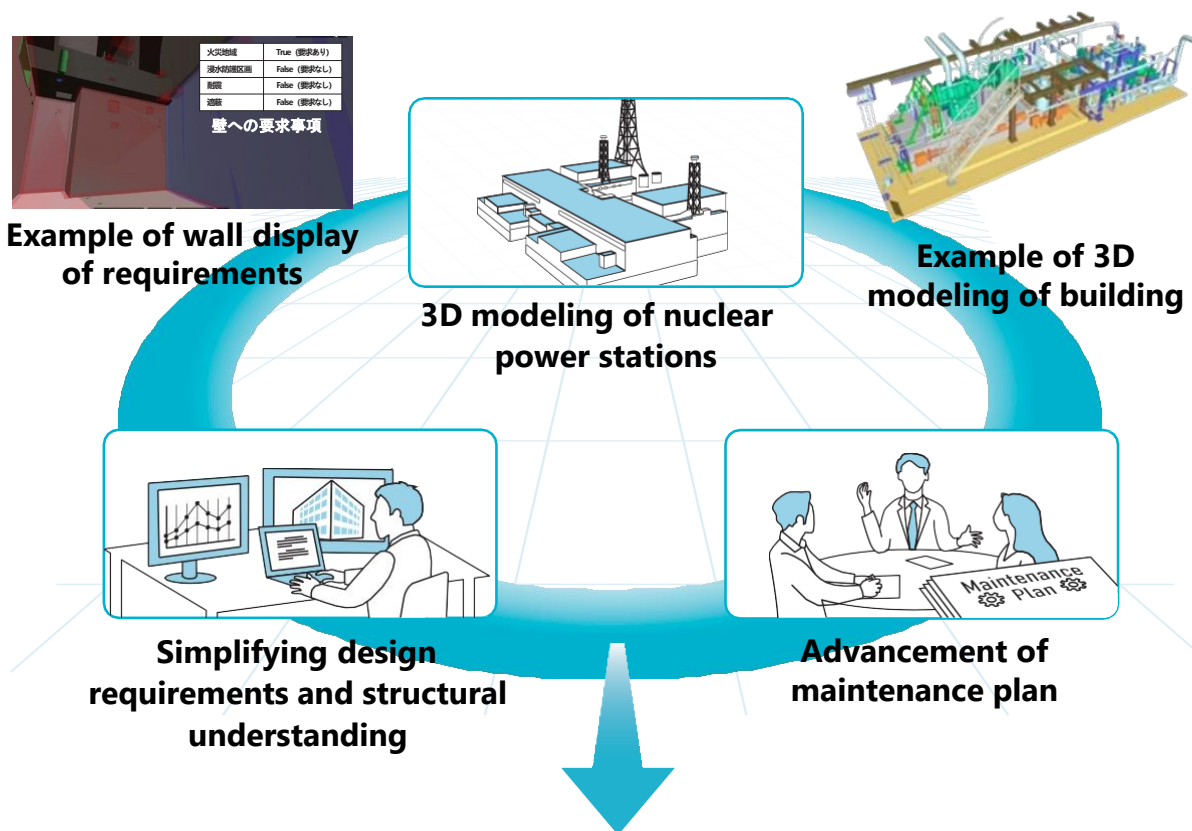 火災地域 True（要求あり）
浸水防護区画 False（要求なし）
耐震 False（要求なし）
遮蔽 False（要求なし）
壁への要求事項
Example of wall display
of requirements
3D modeling of nuclear
power stations
Example of 3D
modeling of building
Simplifying design
requirements and structural
understanding
Maintenance
Plan
Advancement of
maintenance plan